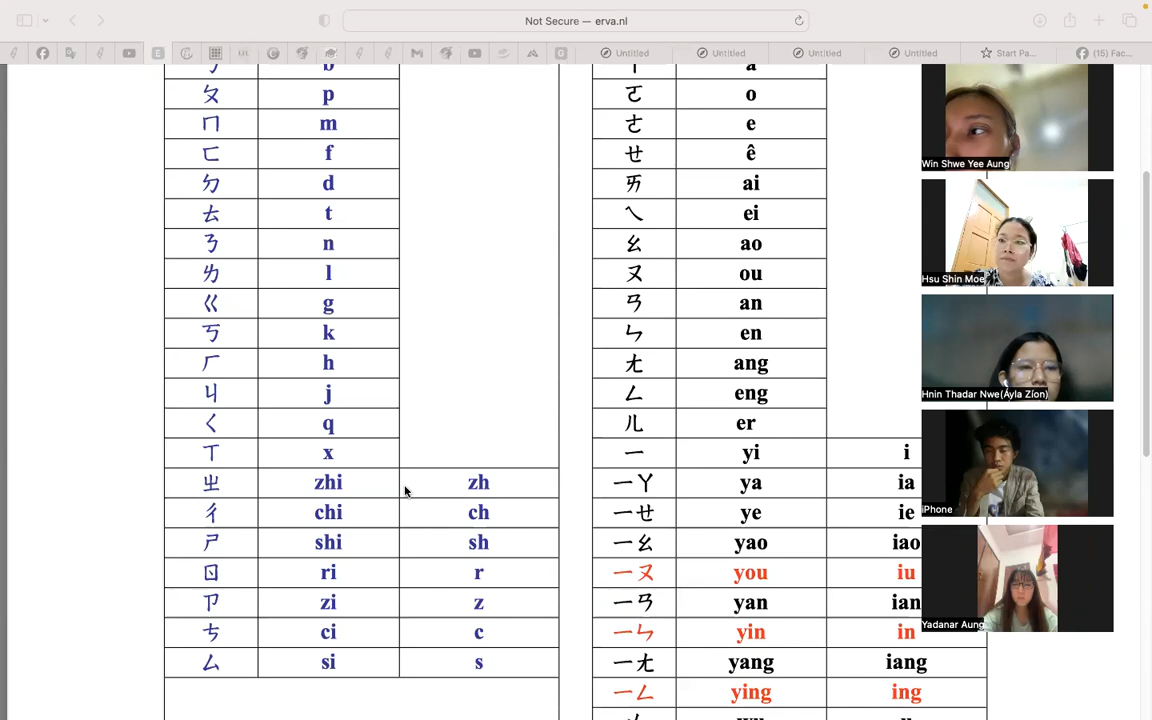 Not Secure — erva.nl
Untitled
Untitled
Untitled
Untitled
Start Pa...
(15) Fac...
ㄅ b
ㄆ p
ㄇ m
ㄈ f
ㄉ d
ㄊ t
ㄋ n
ㄌ l
ㄍ g
ㄎ k
ㄏ h
ㄐ j
ㄑ q
ㄒ x
ㄓ zhi zh
ㄔ chi ch
ㄕ shi sh
ㄖ ri r
ㄗ zi z
ㄘ ci c
ㄙ si s
ㄚ a
ㄛ o
ㄜ e
ㄝ ê
ㄞ ai
ㄟ ei
ㄠ ao
ㄡ ou
ㄢ an
ㄣ en
ㄤ ang
ㄥ eng
ㄦ er
ㄧ yi i
ㄧㄚ ya ia
ㄧㄝ ye ie
ㄧㄠ yao iao
ㄧㄡ you iu
ㄧㄢ yan ian
ㄧㄣ yin in
ㄧㄤ yang iang
ㄧㄥ ying ing
Win Shwe Yee Aung
Hsu Shin Moe
Hnin Thadar Nwe(Ayla Zion)
iPhone
Yadanar Aung